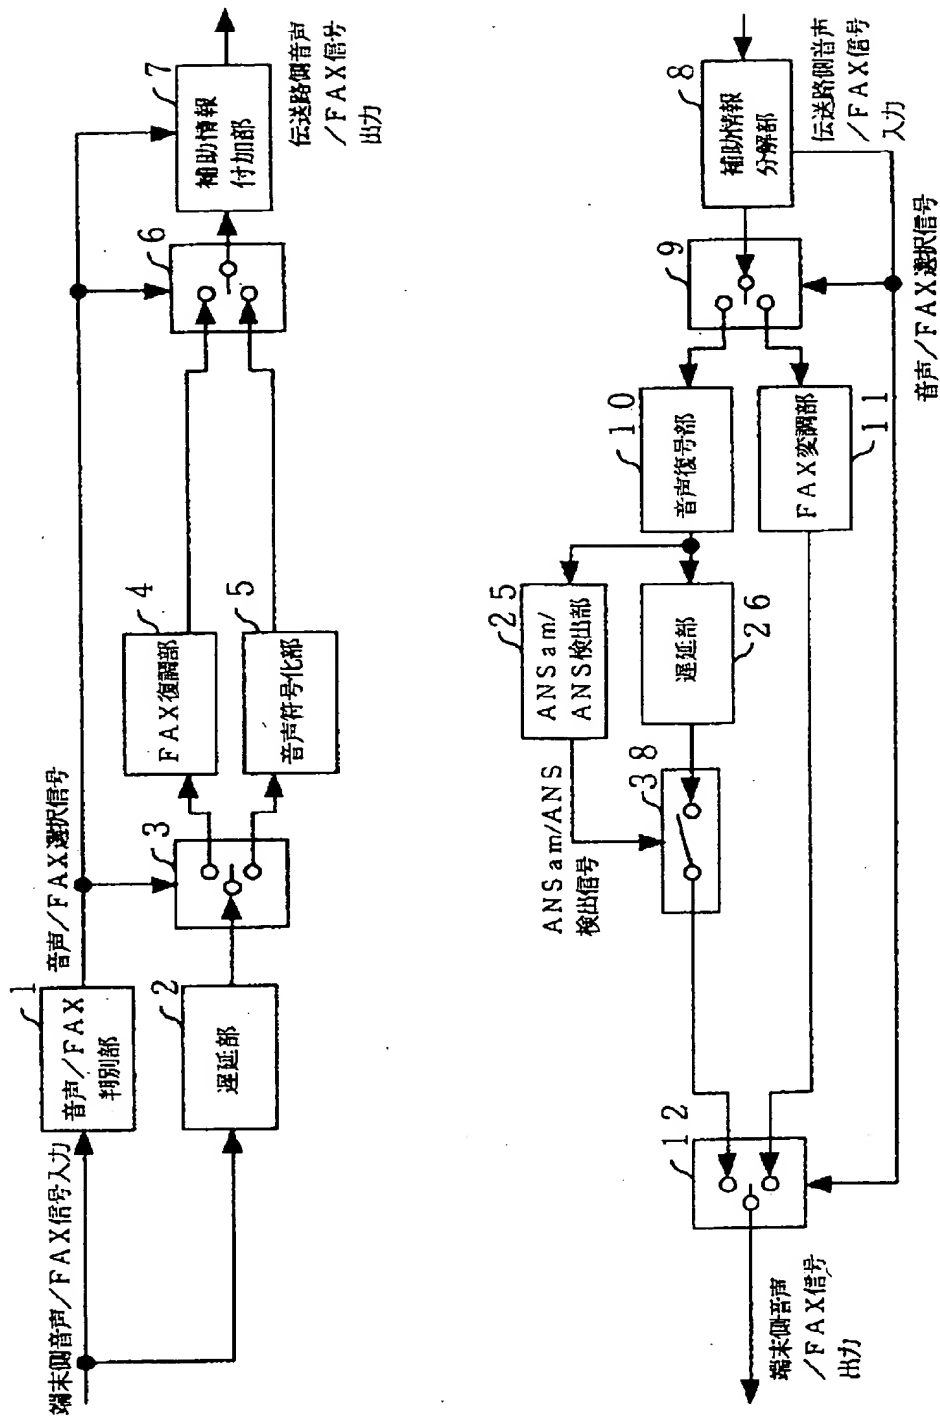 端末側音声／FAX信号入力
1
音声／FAX
判別部
2
遅延部
音声／FAX選択信号
3
4
FAX復調部
5
音声符号化部
6
7
補助情報
付加部
伝送路側音声
／FAX信号
出力
8
補助情報
分解部
伝送路側音声
／FAX信号
入力
9
音声／FAX選択信号
10
音声復号部
11
FAX変調部
25
ANSam/
ANS検出部
26
遅延部
ANSam/ANS
検出信号
38
12
端末側音声
／FAX信号
出力